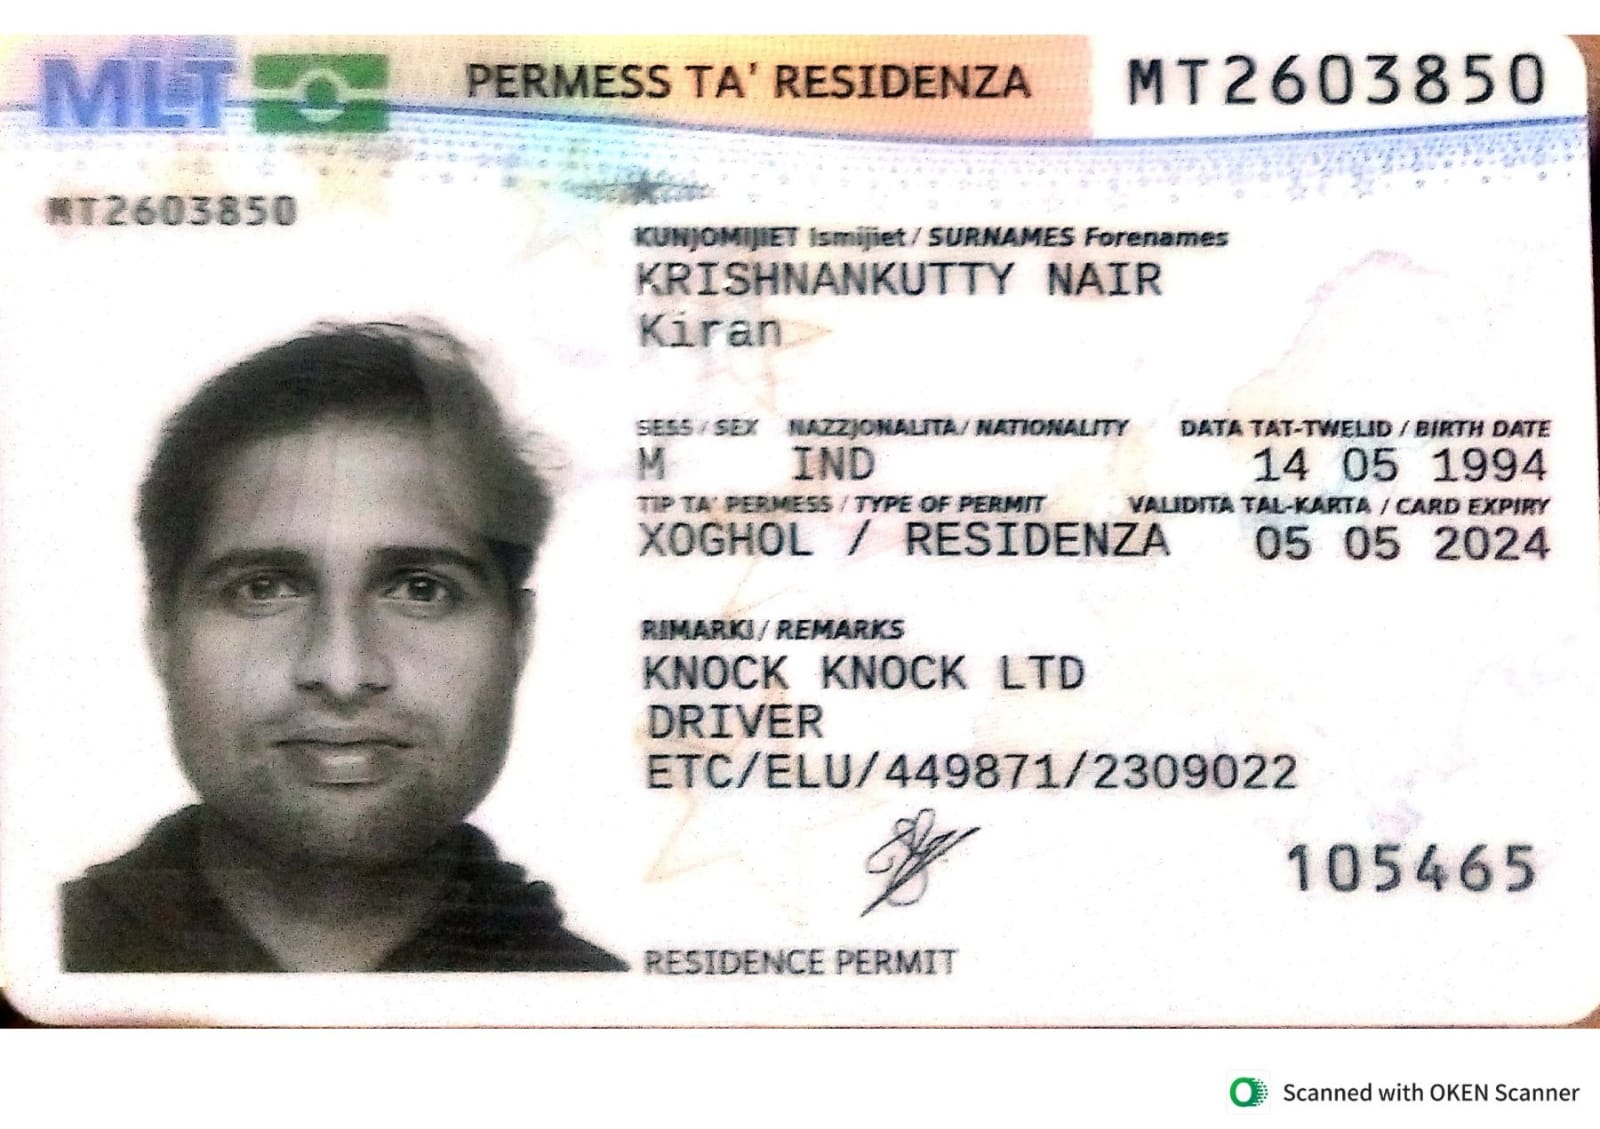 MLT
PERMESS TA' RESIDENZA
MT2603850
MT2603850
KUNJOMIJIET Ismijiet / SURNAMES Forenames
KRISHNANKUTTY NAIR
Kiran
SESS / SEX NAZZJONALITA / NATIONALITY DATA TAT-TWELID / BIRTH DATE
M IND 14 05 1994
TIP TA' PERMESS / TYPE OF PERMIT VALIDITA TAL-KARTA / CARD EXPIRY
XOGHOL / RESIDENZA 05 05 2024
RIMARKI / REMARKS
KNOCK KNOCK LTD
DRIVER
ETC/ELU/449871/2309022
105465
RESIDENCE PERMIT
Scanned with OKEN Scanner